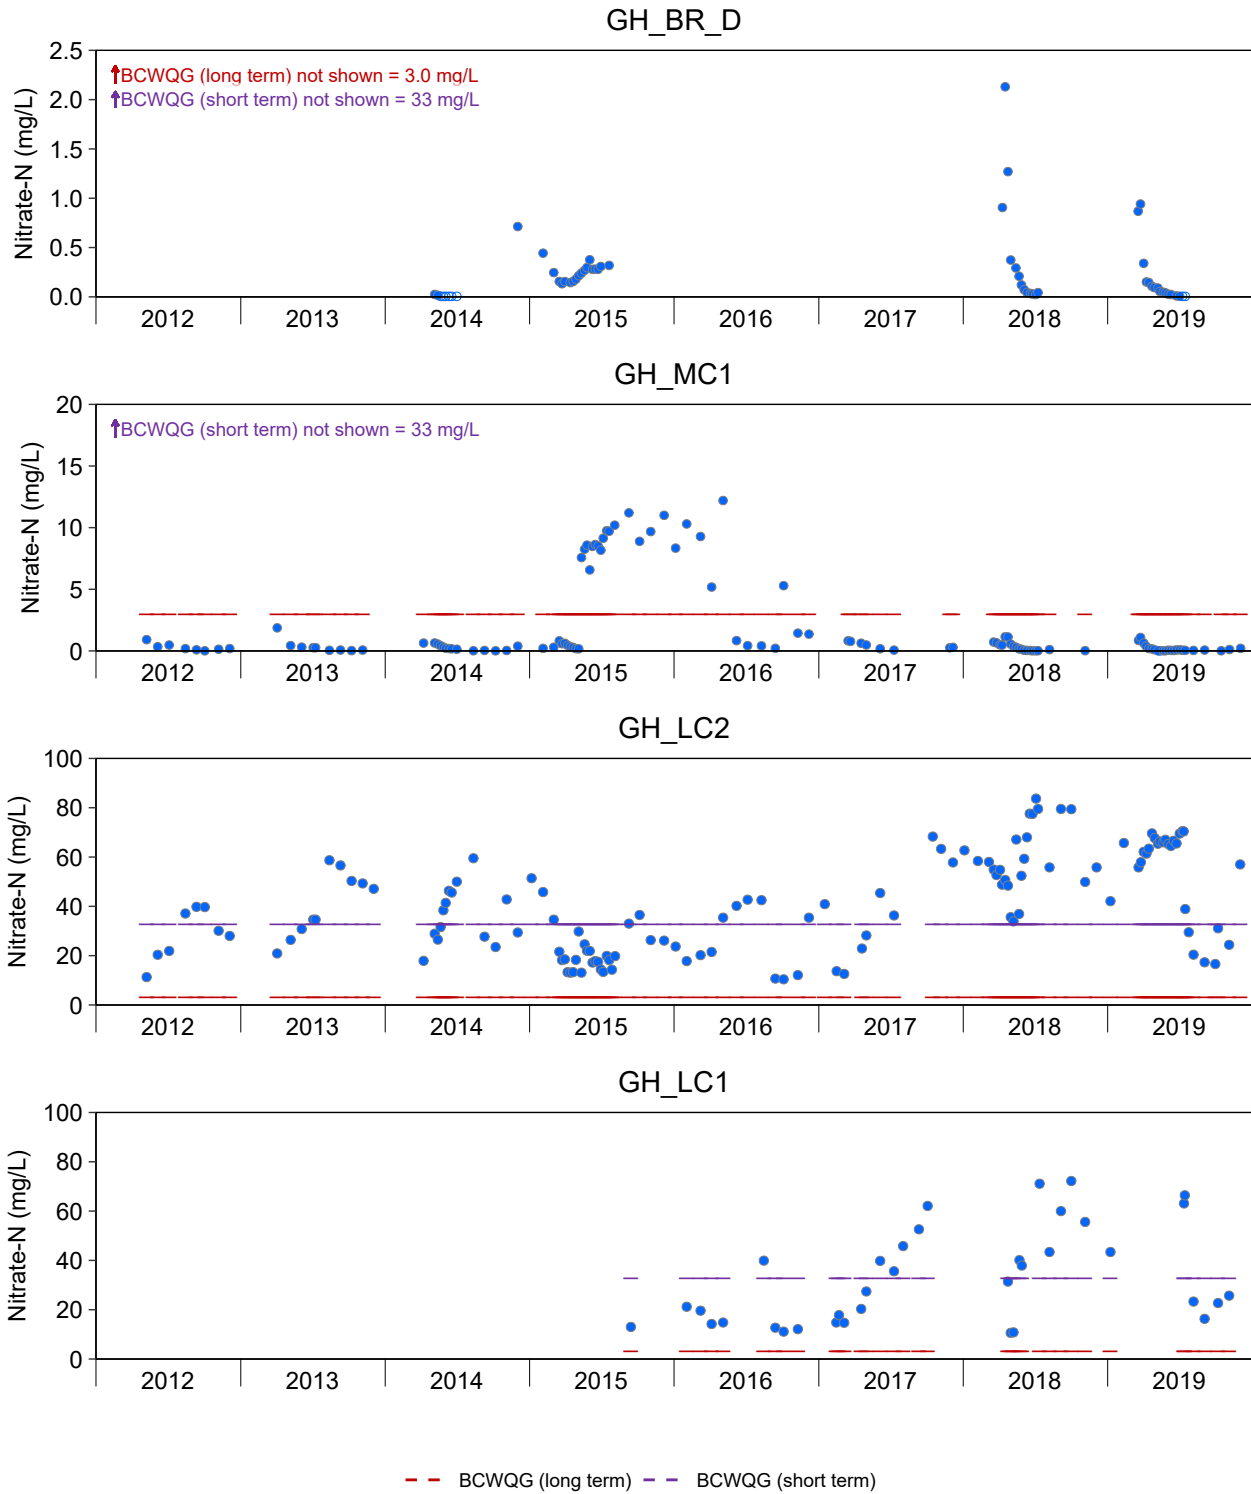 GH_BR_D
2.5
BCWQG (long term) not shown = 3.0 mg/L
BCWQG (short term) not shown = 33 mg/L
2.0
1.5
1.0
0.5
0.0
Nitrate-N (mg/L)
2012 2013 2014 2015 2016 2017 2018 2019
GH_MC1
20
BCWQG (short term) not shown = 33 mg/L
15
10
5
0
Nitrate-N (mg/L)
2012 2013 2014 2015 2016 2017 2018 2019
GH_LC2
100
80
60
40
20
0
Nitrate-N (mg/L)
2012 2013 2014 2015 2016 2017 2018 2019
GH_LC1
100
80
60
40
20
0
Nitrate-N (mg/L)
2012 2013 2014 2015 2016 2017 2018 2019
BCWQG (long term) BCWQG (short term)